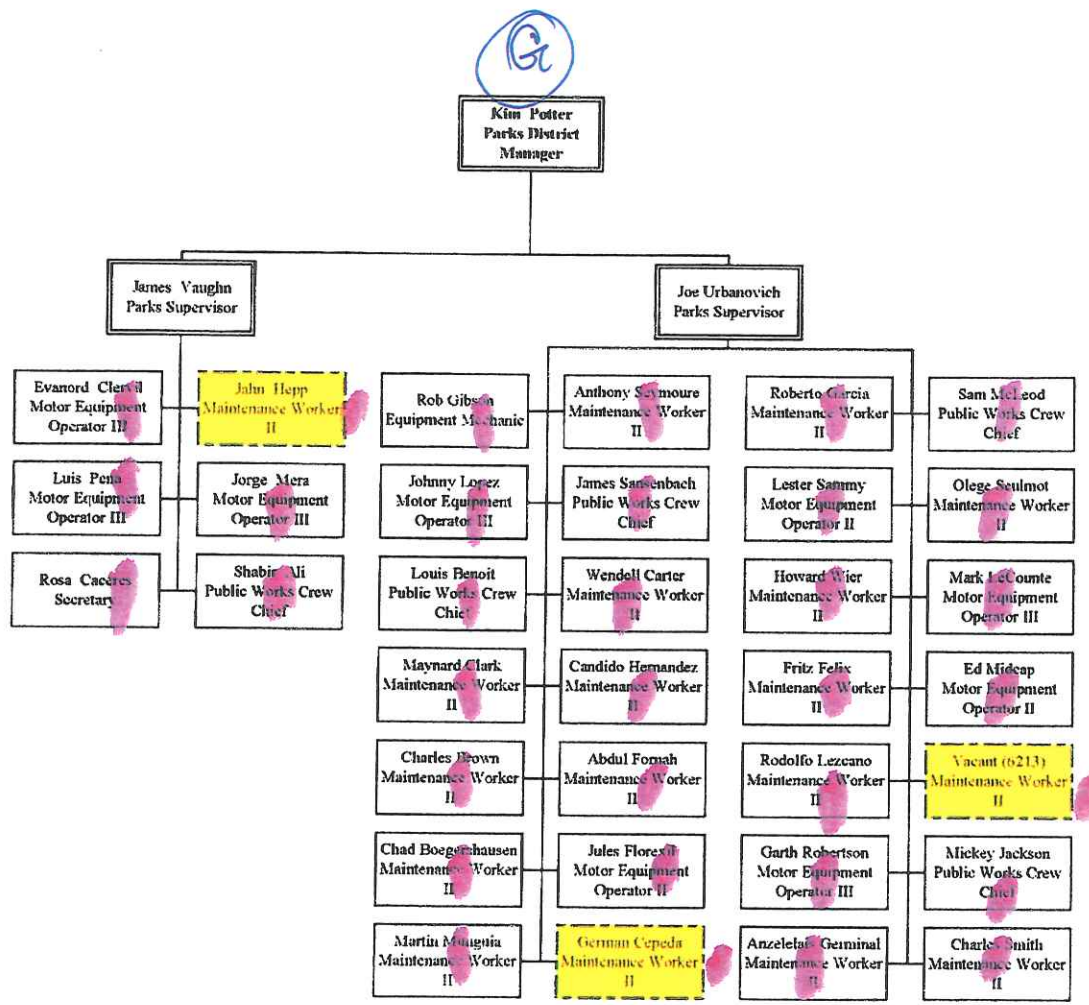 G
Kim Potter
Parks District
Manager
James Vaughn
Parks Supervisor
Joe Urbanovich
Parks Supervisor
Evanord Clervil
Motor Equipment
Operator III
Jahn Hepp
Maintenance Worker
II
Rob Gibson
Equipment Mechanic
Anthony Seymoure
Maintenance Worker
II
Roberto Garcia
Maintenance Worker
II
Sam McLeod
Public Works Crew
Chief
Luis Pena
Motor Equipment
Operator III
Jorge Mera
Motor Equipment
Operator III
Johnny Lopez
Motor Equipment
Operator III
James Sansenbach
Public Works Crew
Chief
Lester Sammy
Motor Equipment
Operator II
Olege Seulmot
Maintenance Worker
II
Rosa Caceres
Secretary
Shabir Ali
Public Works Crew
Chief
Louis Benoit
Public Works Crew
Chief
Wendell Carter
Maintenance Worker
II
Howard Wier
Maintenance Worker
II
Mark LeCounte
Motor Equipment
Operator III
Maynard Clark
Maintenance Worker
II
Candido Hernandez
Maintenance Worker
II
Fritz Felix
Maintenance Worker
II
Ed Midcap
Motor Equipment
Operator II
Charles Brown
Maintenance Worker
II
Abdul Fornah
Maintenance Worker
II
Rodolfo Lezcano
Maintenance Worker
II
Vacant (6213)
Maintenance Worker
II
Chad Boegershausen
Maintenance Worker
II
Jules Florexil
Motor Equipment
Operator II
Garth Robertson
Motor Equipment
Operator III
Mickey Jackson
Public Works Crew
Chief
Martin Munguia
Maintenance Worker
II
German Cepeda
Maintenance Worker
II
Anzelelais Germinal
Maintenance Worker
II
Charles Smith
Maintenance Worker
II